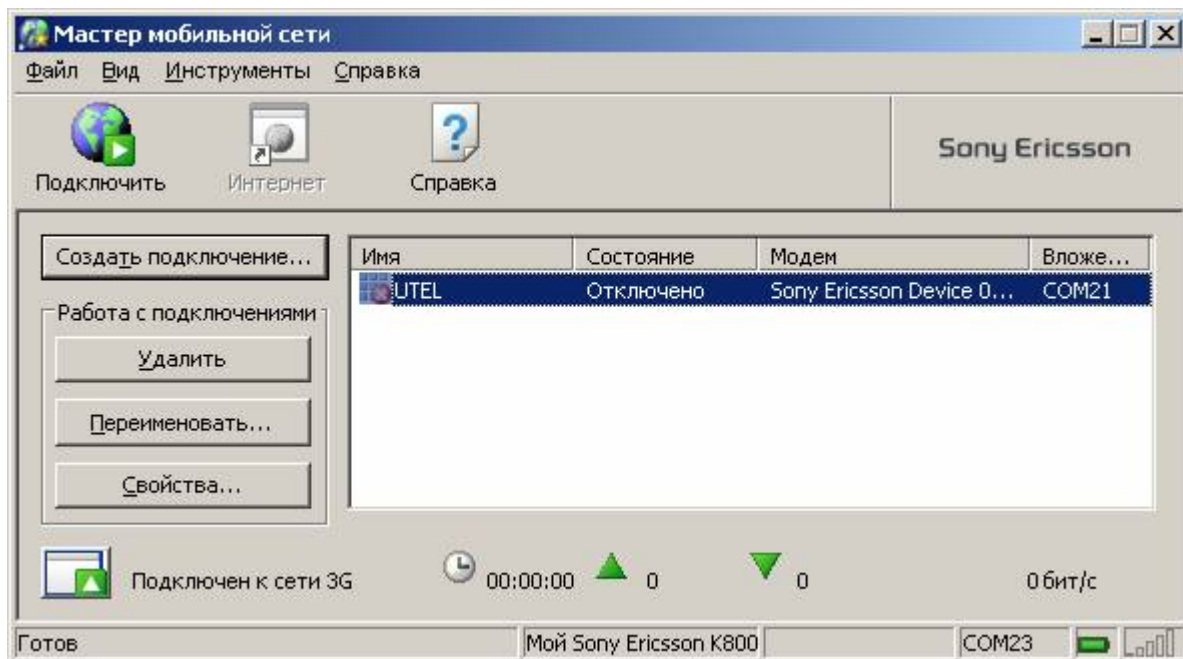 Мастер мобильной сети
Файл Вид Инструменты Справка
Подключить Интернет Справка
Sony Ericsson
Создать подключение...
Работа с подключениями
Удалить
Переименовать...
Свойства...
Имя Состояние Модем Вложе...
UTEL Отключено Sony Ericsson Device 0... COM21
Подключен к сети 3G 00:00:00 0 0 0 бит/с
Готов Мой Sony Ericsson K800 COM23